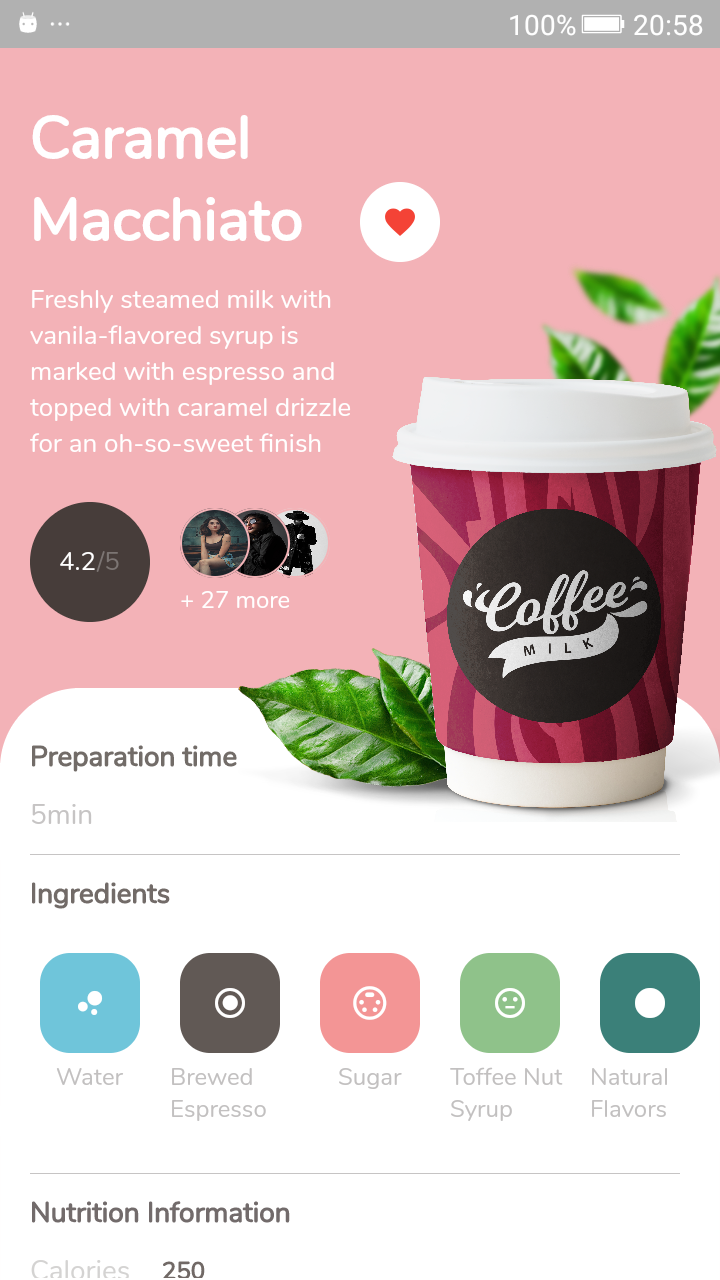 100% 20:58
Caramel
Macchiato
Freshly steamed milk with
vanila-flavored syrup is
marked with espresso and
topped with caramel drizzle
for an oh-so-sweet finish
4.2/5
+ 27 more
Coffee
MILK
Preparation time
5min
Ingredients
Water
Brewed
Espresso
Sugar
Toffee Nut
Syrup
Natural
Flavors
Nutrition Information
Calories 250